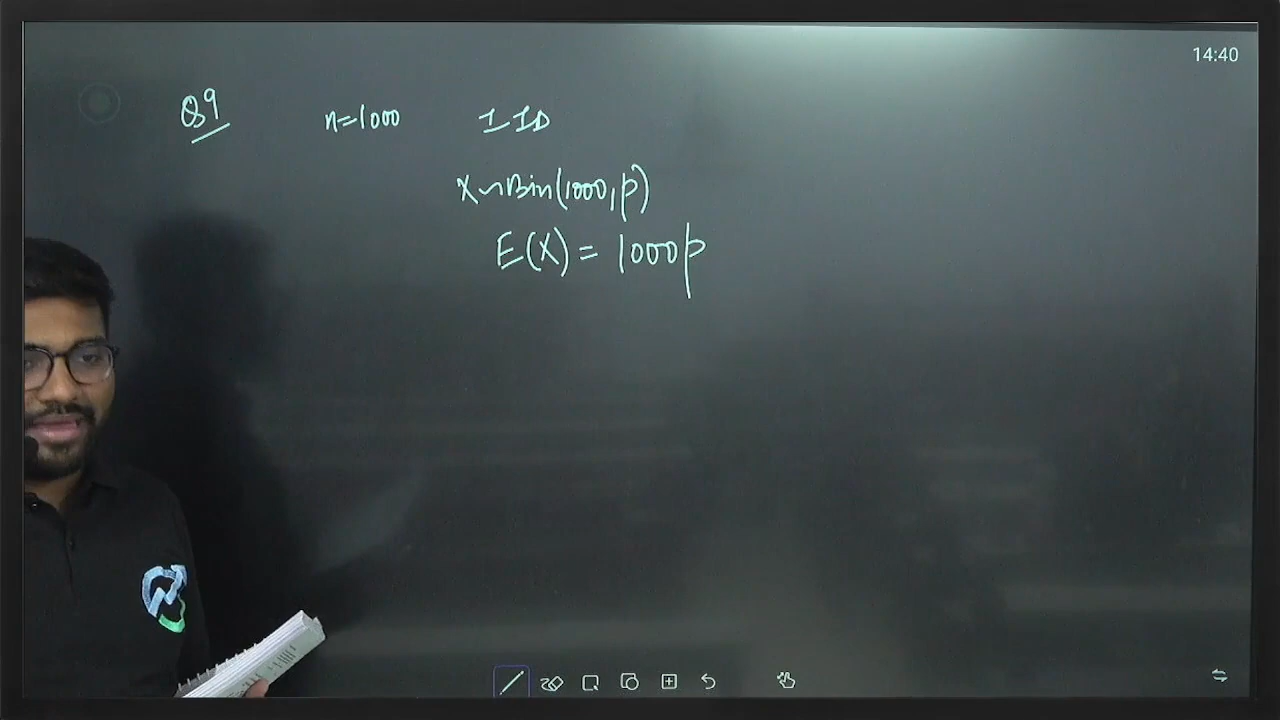 14:40
Q9 n=1000 IID
X~Bin(1000,p)
E(X) = 1000p